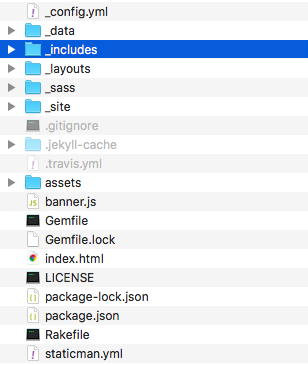 _config.yml
_data
_includes
_layouts
_sass
_site
.gitignore
.jekyll-cache
.travis.yml
assets
banner.js
Gemfile
Gemfile.lock
index.html
LICENSE
package-lock.json
package.json
Rakefile
staticman.yml